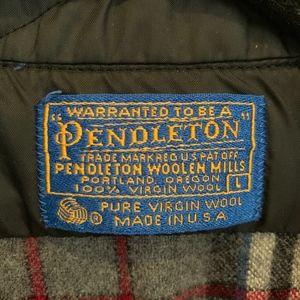 WARRANTED TO BE A
"PENDLETON"
TRADE MARK REG U.S. PAT. OFF.
PENDLETON WOOLEN MILLS
PORTLAND, OREGON
100% VIRGIN WOOL L
PURE VIRGIN WOOL
® MADE IN U.S.A